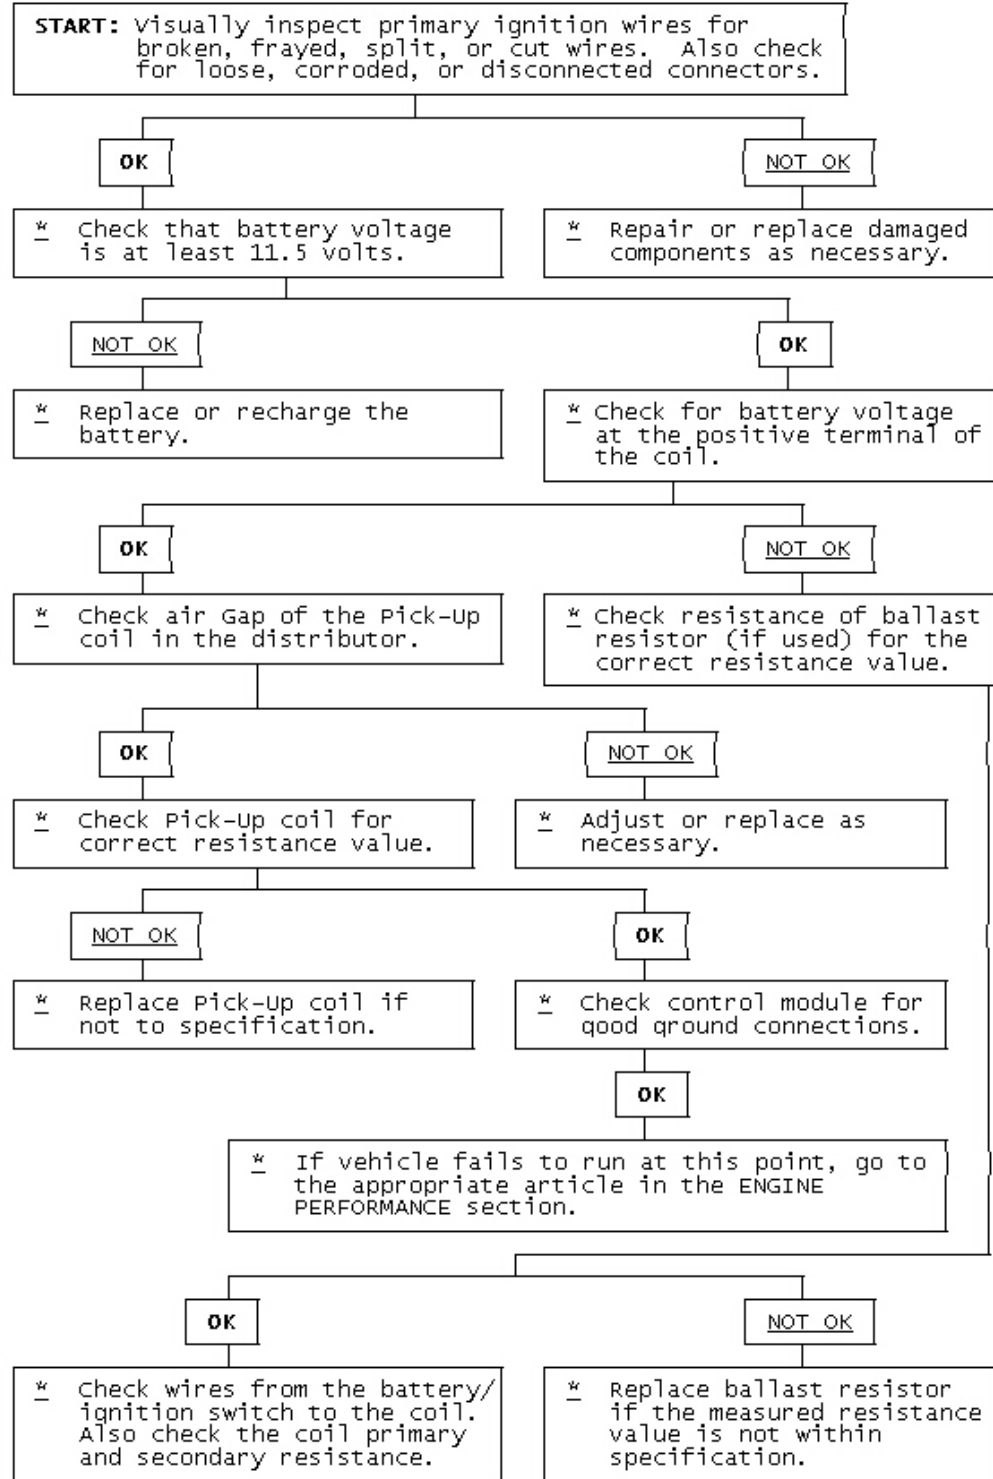 START: Visually inspect primary ignition wires for
broken, frayed, split, or cut wires. Also check
for loose, corroded, or disconnected connectors.
OK
NOT OK
* Check that battery voltage
is at least 11.5 volts.
* Repair or replace damaged
components as necessary.
NOT OK
OK
* Replace or recharge the
battery.
* Check for battery voltage
at the positive terminal of
the coil.
OK
NOT OK
* Check air Gap of the Pick-Up
coil in the distributor.
* Check resistance of ballast
resistor (if used) for the
correct resistance value.
OK
NOT OK
* Check Pick-Up coil for
correct resistance value.
* Adjust or replace as
necessary.
NOT OK
OK
* Replace Pick-Up coil if
not to specification.
* Check control module for
good ground connections.
OK
* If vehicle fails to run at this point, go to
the appropriate article in the ENGINE
PERFORMANCE section.
OK
NOT OK
* Check wires from the battery/
ignition switch to the coil.
Also check the coil primary
and secondary resistance.
* Replace ballast resistor
if the measured resistance
value is not within
specification.